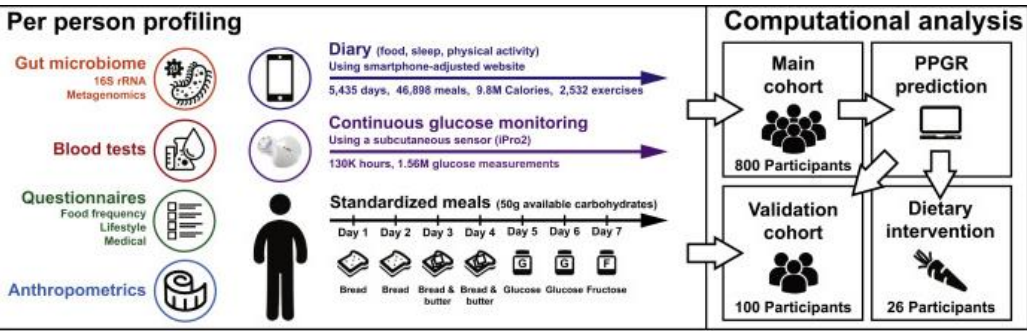 Per person profiling
Gut microbiome
16S rRNA
Metagenomics
Blood tests
Questionnaires
Food frequency
Lifestyle
Medical
Anthropometrics
Diary (food, sleep, physical activity)
Using smartphone-adjusted website
5,435 days, 46,898 meals, 9.8M Calories, 2,532 exercises
Continuous glucose monitoring
Using a subcutaneous sensor (iPro2)
130K hours, 1.56M glucose measurements
Standardized meals (50g available carbohydrates)
Day 1 Day 2 Day 3 Day 4 Day 5 Day 6 Day 7
G G F
Bread Bread Bread & Bread & Glucose Glucose Fructose
butter butter
Computational analysis
Main
cohort
800 Participants
PPGR
prediction
Validation
cohort
100 Participants
Dietary
intervention
26 Participants